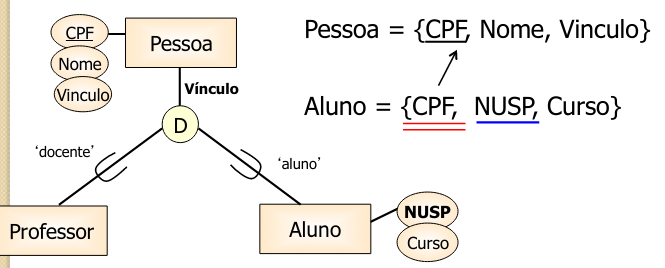 CPF
Nome
Vinculo
Pessoa
Vínculo
D
‘docente’
‘aluno’
Professor
Aluno
NUSP
Curso
Pessoa = {CPF, Nome, Vinculo}
Aluno = {CPF, NUSP, Curso}